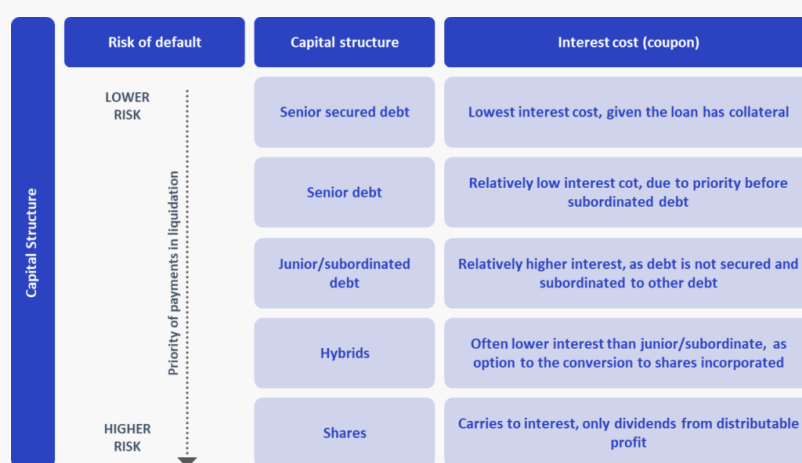 Risk of default
Capital structure
Interest cost (coupon)
Capital Structure
LOWER
RISK
Priority of payments in liquidation
HIGHER
RISK
Senior secured debt
Lowest interest cost, given the loan has collateral
Senior debt
Relatively low interest cot, due to priority before
subordinated debt
Junior/subordinated
debt
Relatively higher interest, as debt is not secured and
subordinated to other debt
Hybrids
Often lower interest than junior/subordinate, as
option to the conversion to shares incorporated
Shares
Carries to interest, only dividends from distributable
profit